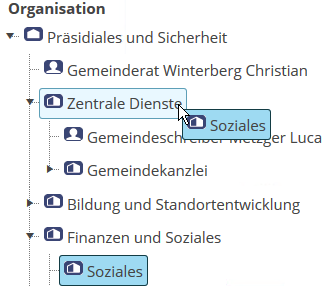 Organisation
Präsidiales und Sicherheit
Gemeinderat Winterberg Christian
Zentrale Dienste
Soziales
Gemeindeschreiber Metzger Luca
Gemeindekanzlei
Bildung und Standortentwicklung
Finanzen und Soziales
Soziales